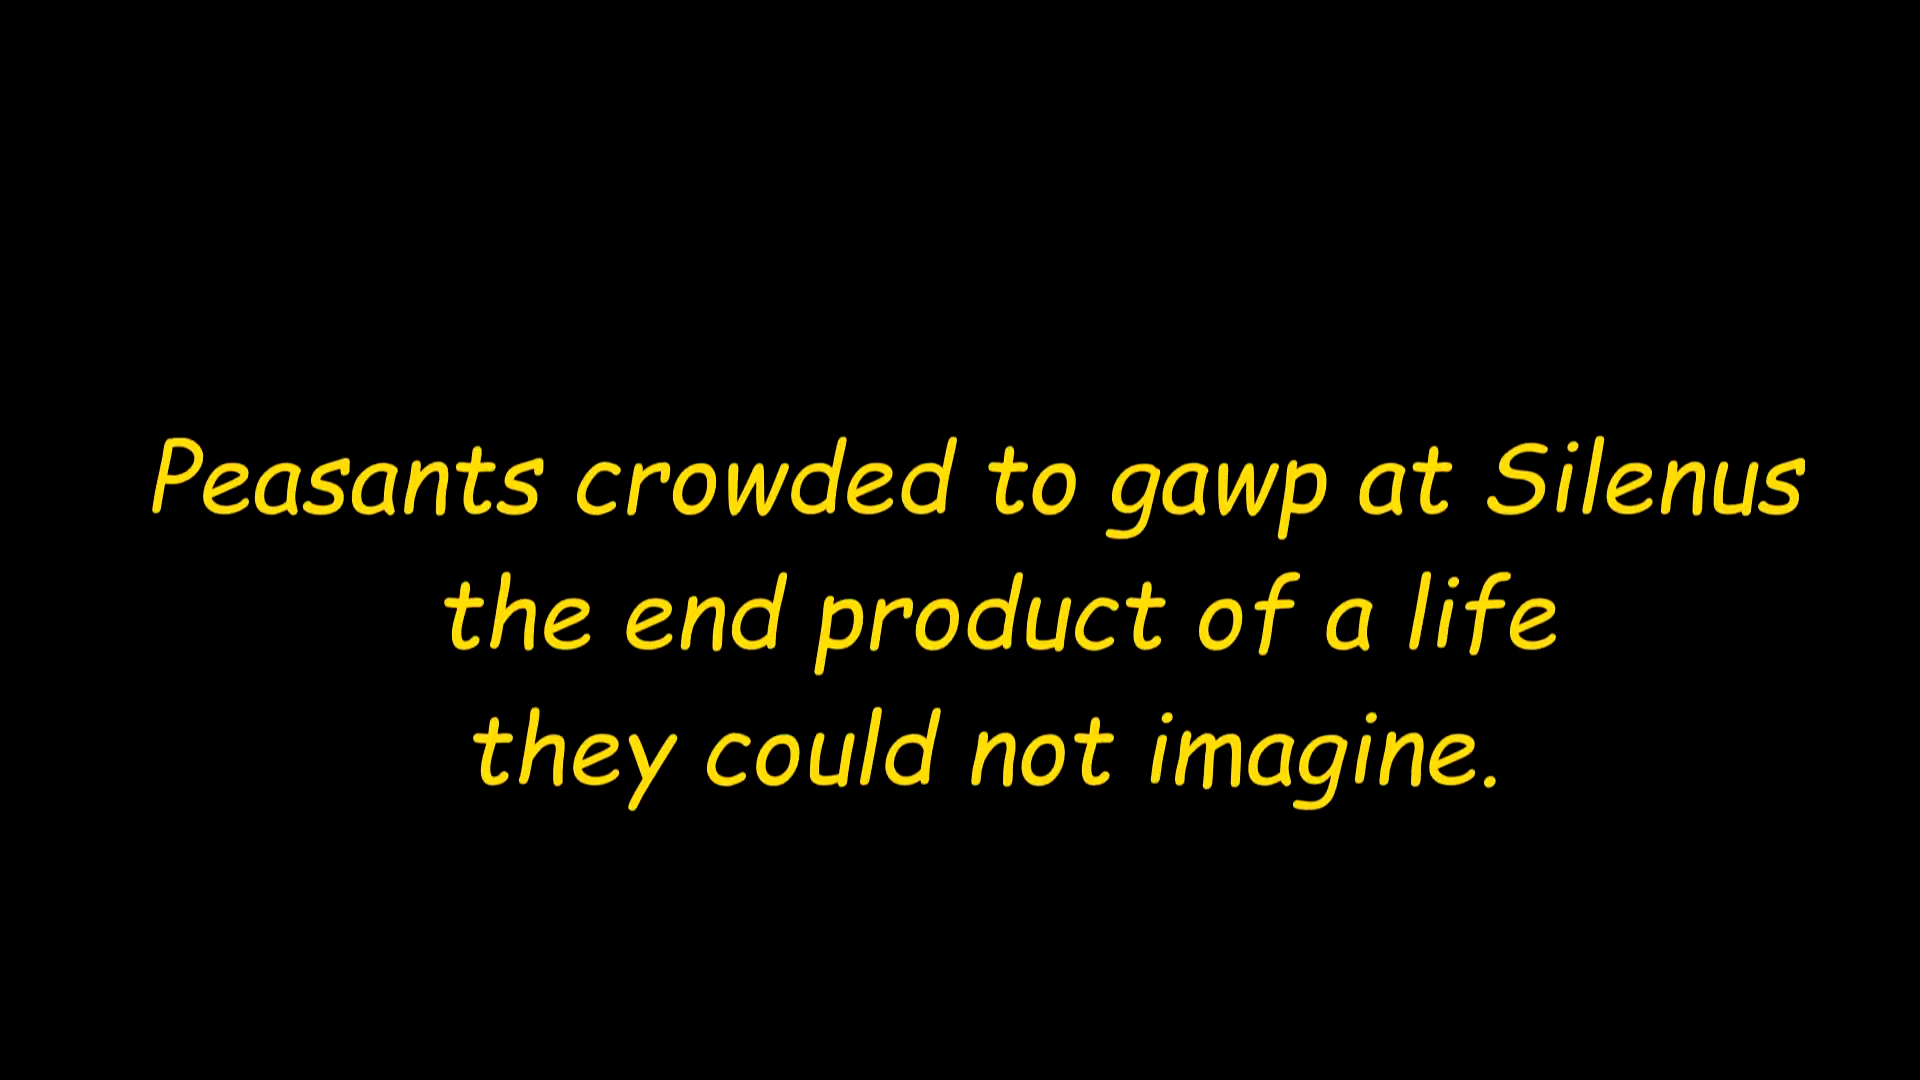 Peasants crowded to gawp at Silenus
the end product of a life
they could not imagine.